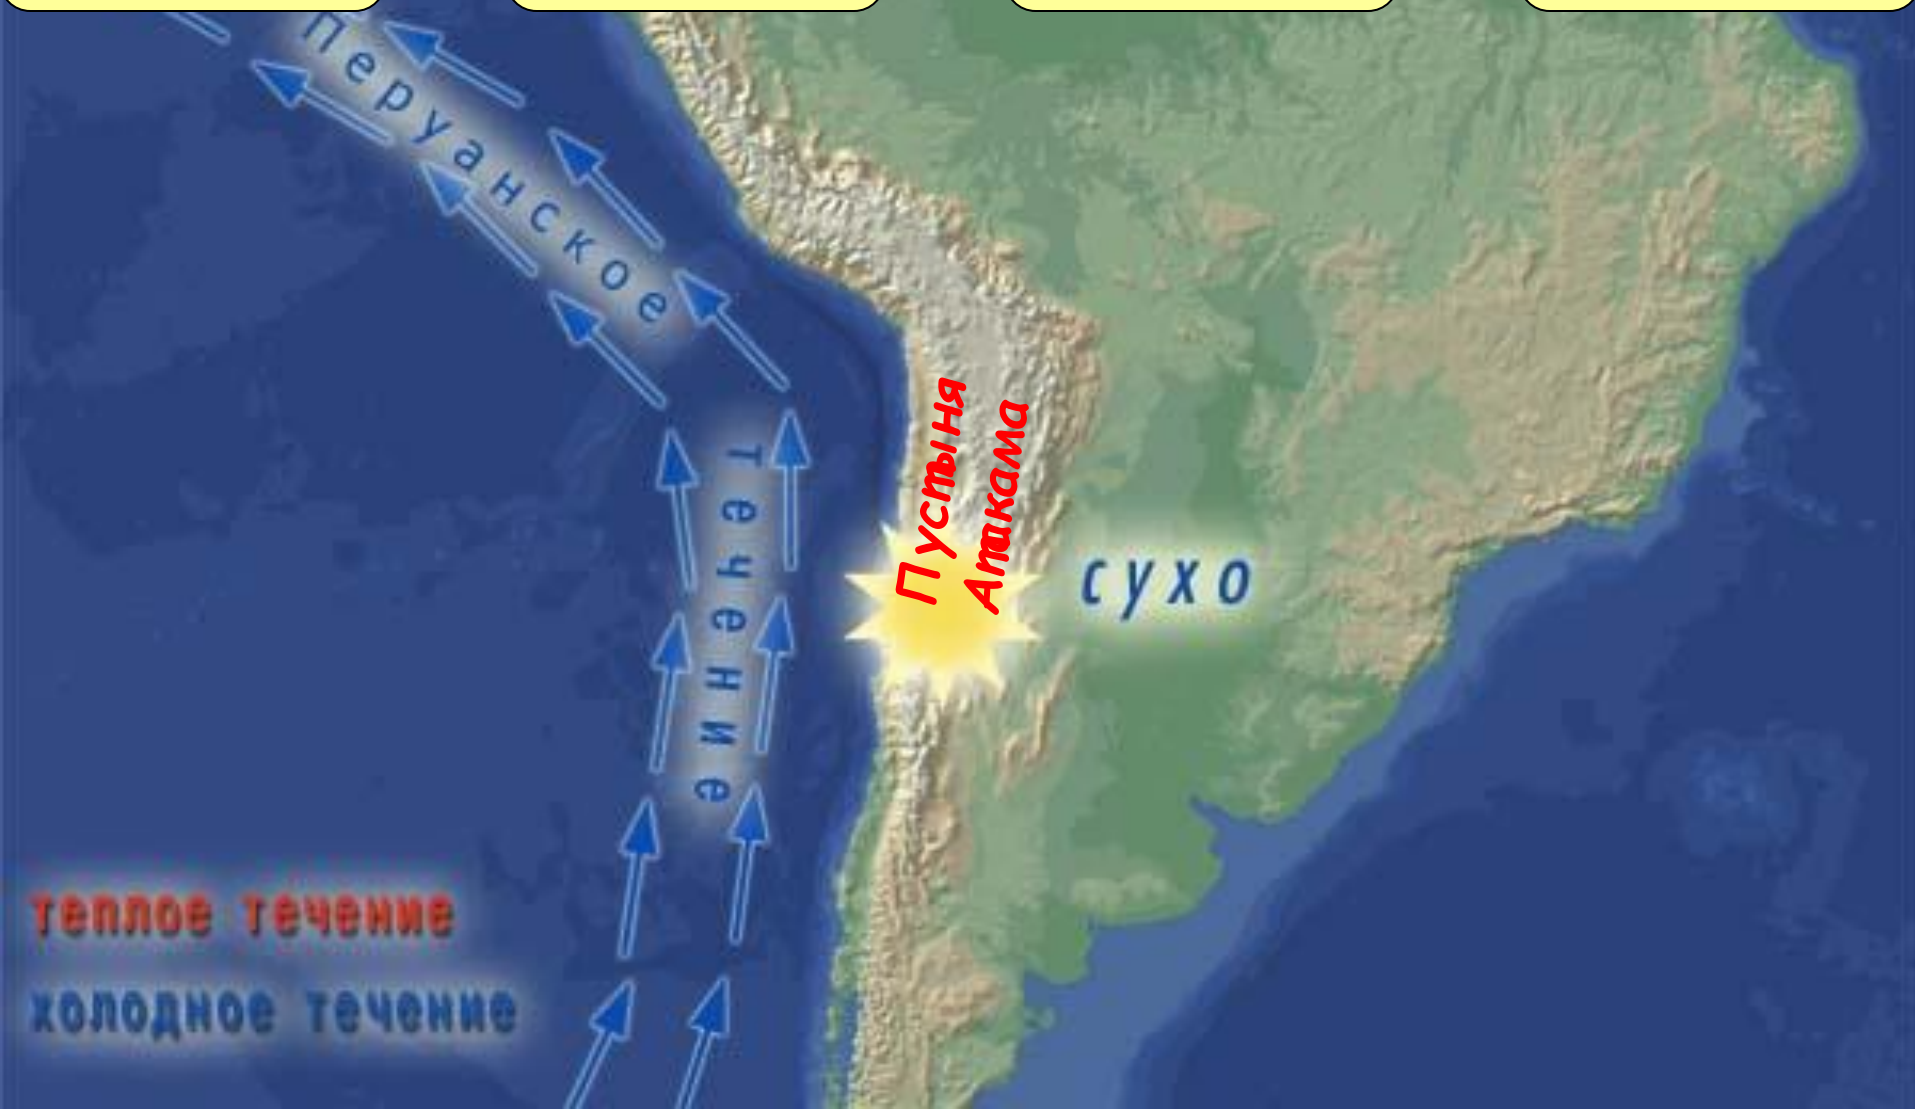 Перуанское
течение
Пустыня
Атакама
сухо
теплое течение
холодное течение